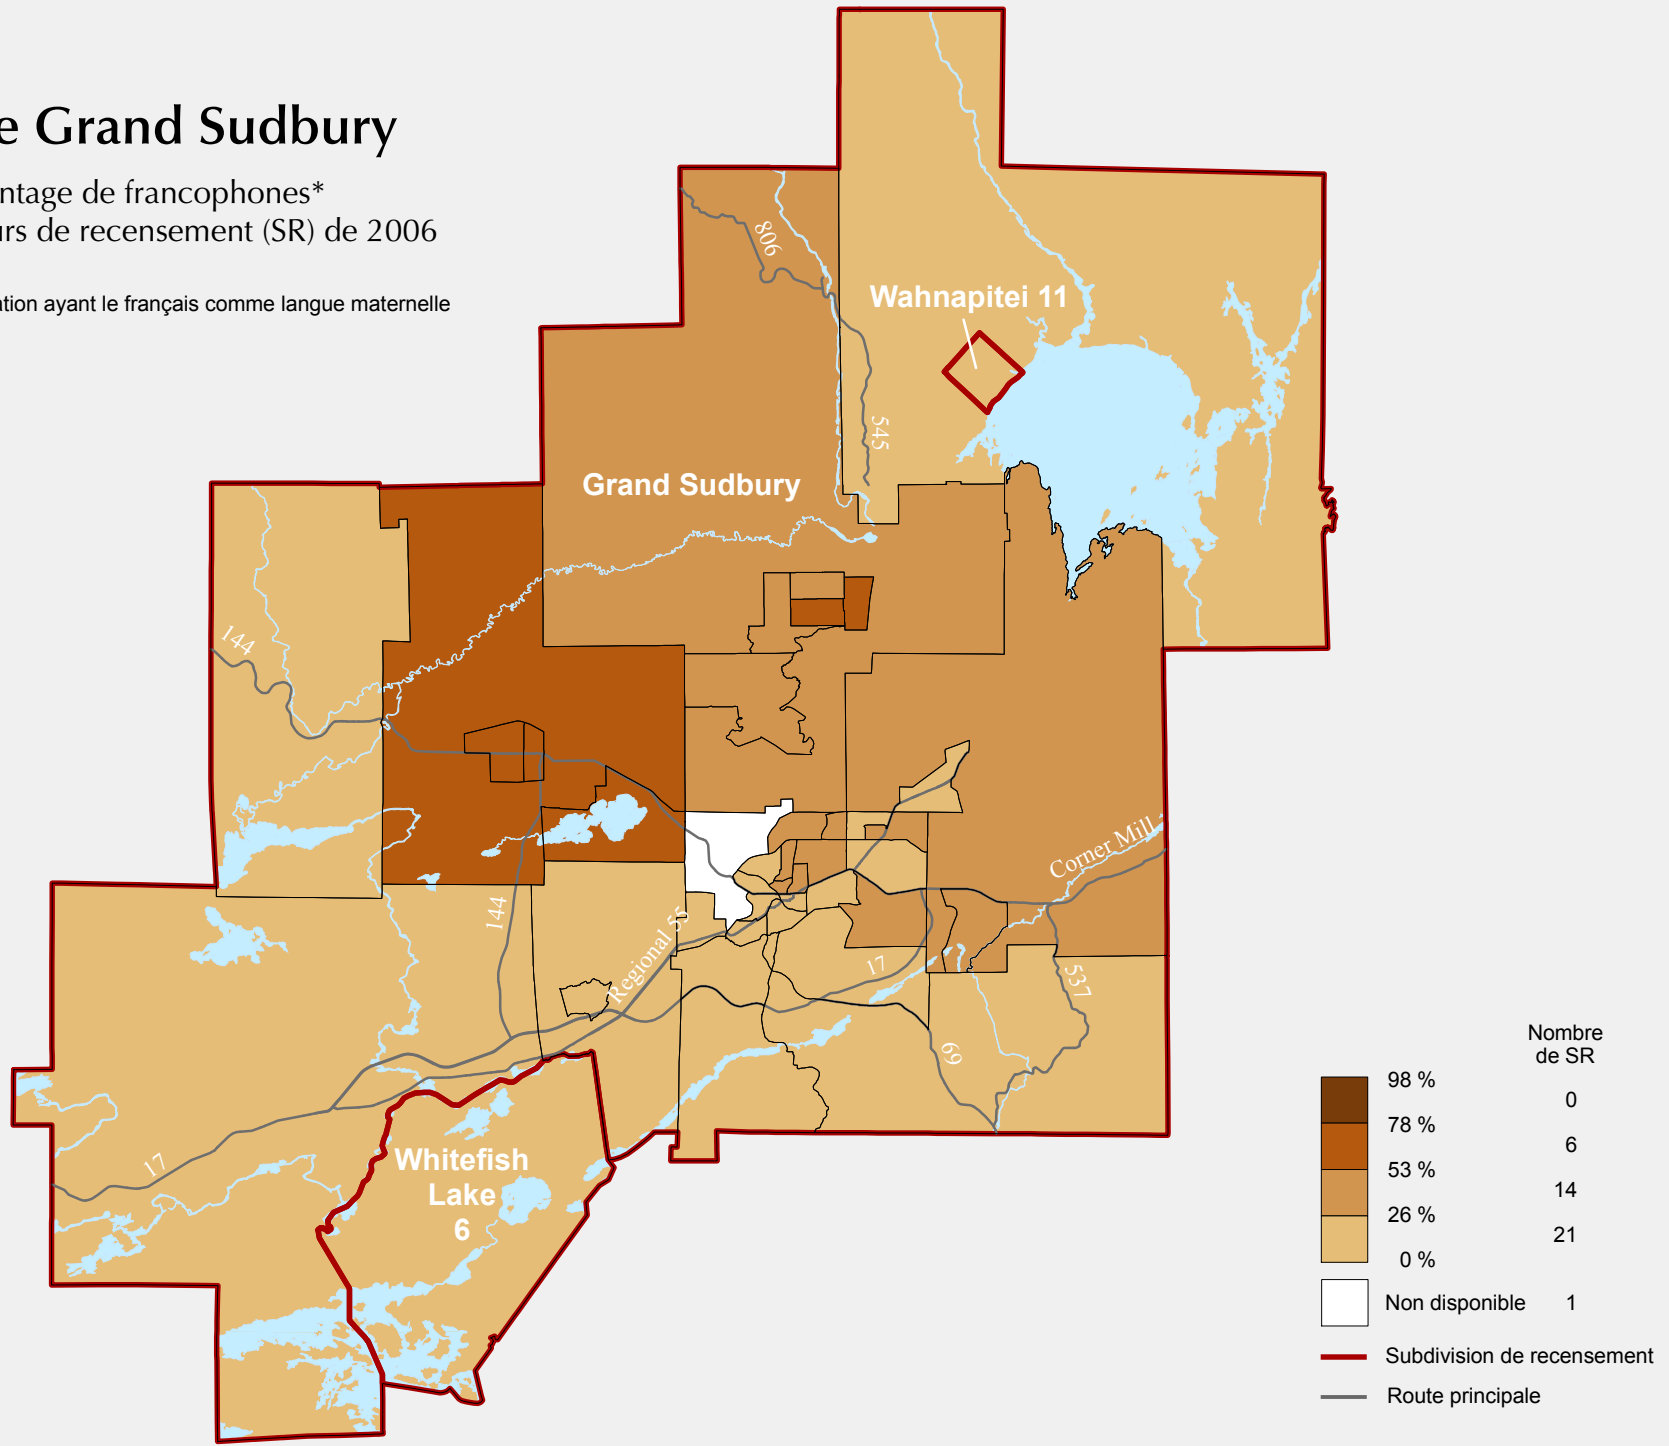 e Grand Sudbury
ntage de francophones*
urs de recensement (SR) de 2006
ation ayant le français comme langue maternelle
806
Wahnapitei 11
545
Grand Sudbury
144
Corner Mill
144
Regional 55
17
537
69
17
Whitefish
Lake
6
Nombre
de SR
98 %
0
78 %
6
53 %
14
26 %
21
0 %
Non disponible 1
Subdivision de recensement
Route principale